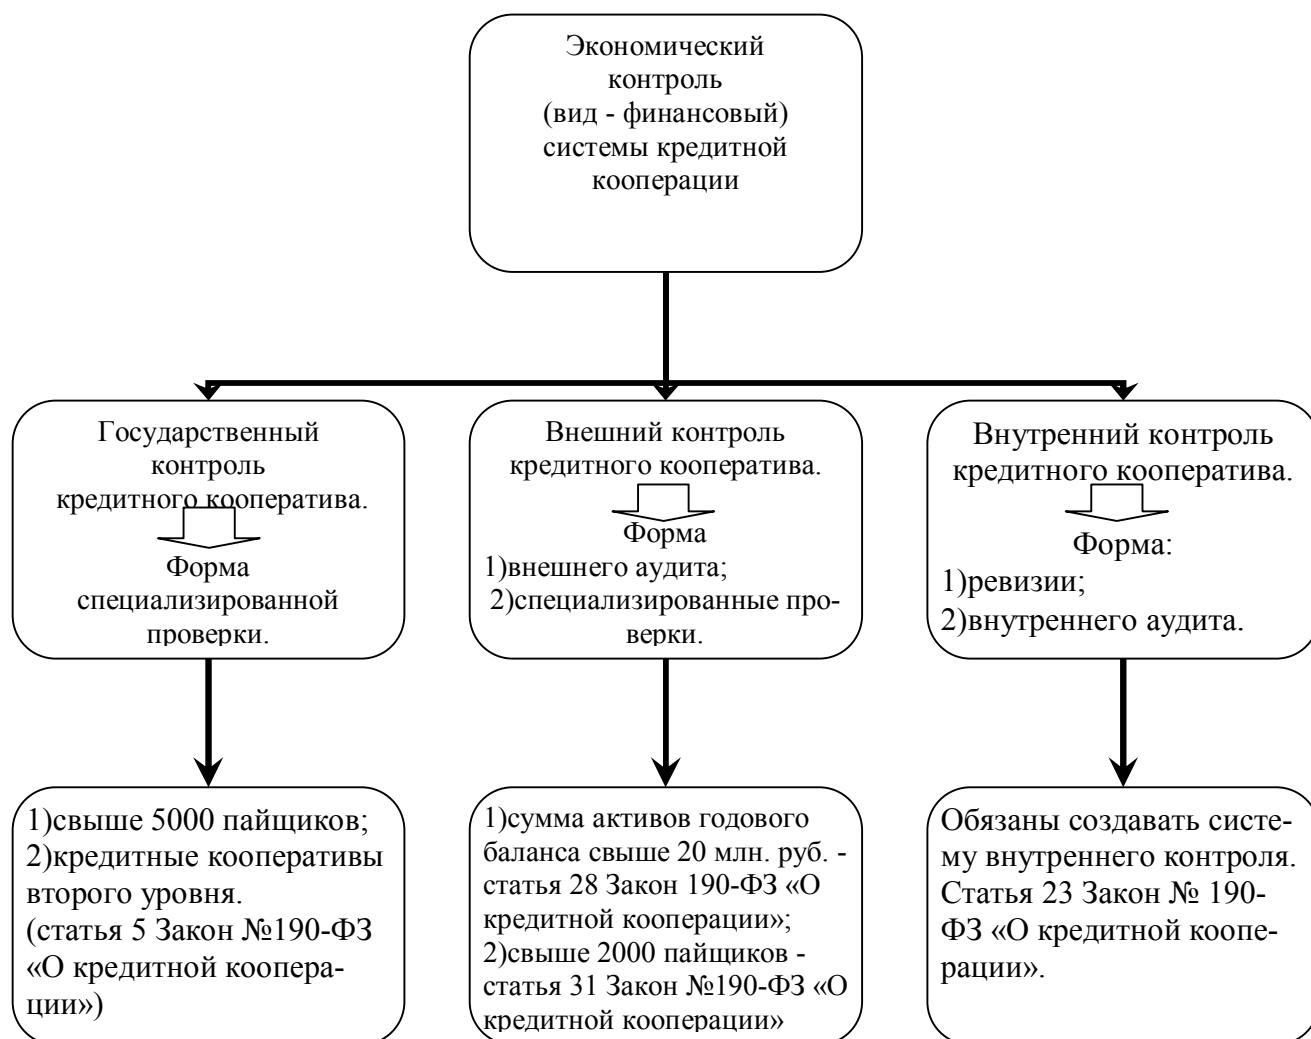 Экономический
контроль
(вид - финансовый)
системы кредитной
кооперации
Государственный
контроль
кредитного кооператива.
Форма
специализированной
проверки.
Внешний контроль
кредитного кооператива.
Форма
1)внешнего аудита;
2)специализированные про-
верки.
Внутренний контроль
кредитного кооператива.
Форма:
1)ревизии;
2)внутреннего аудита.
1)свыше 5000 пайщиков;
2)кредитные кооперативы
второго уровня.
(статья 5 Закон №190-ФЗ
«О кредитной коопера-
ции»)
1)сумма активов годового
баланса свыше 20 млн. руб. -
статья 28 Закон 190-ФЗ «О
кредитной кооперации»;
2)свыше 2000 пайщиков -
статья 31 Закон №190-ФЗ «О
кредитной кооперации»
Обязаны создавать систе-
му внутреннего контроля.
Статья 23 Закон № 190-
ФЗ «О кредитной коопе-
рации».